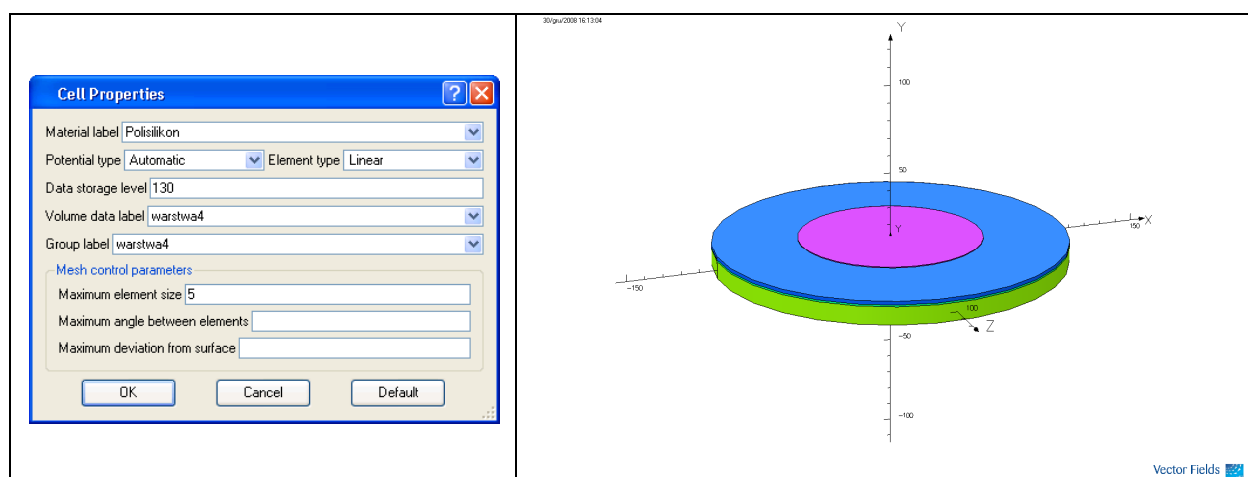 Cell Properties
Material label Polisilikon
Potential type Automatic Element type Linear
Data storage level 130
Volume data label warstwa4
Group label warstwa4
Mesh control parameters
Maximum element size 5
Maximum angle between elements
Maximum deviation from surface
OK Cancel Default
30/gru/2008 16:13:04
Y
100
50
Y
150 X
-150
100
Z
-50
-100
Vector Fields